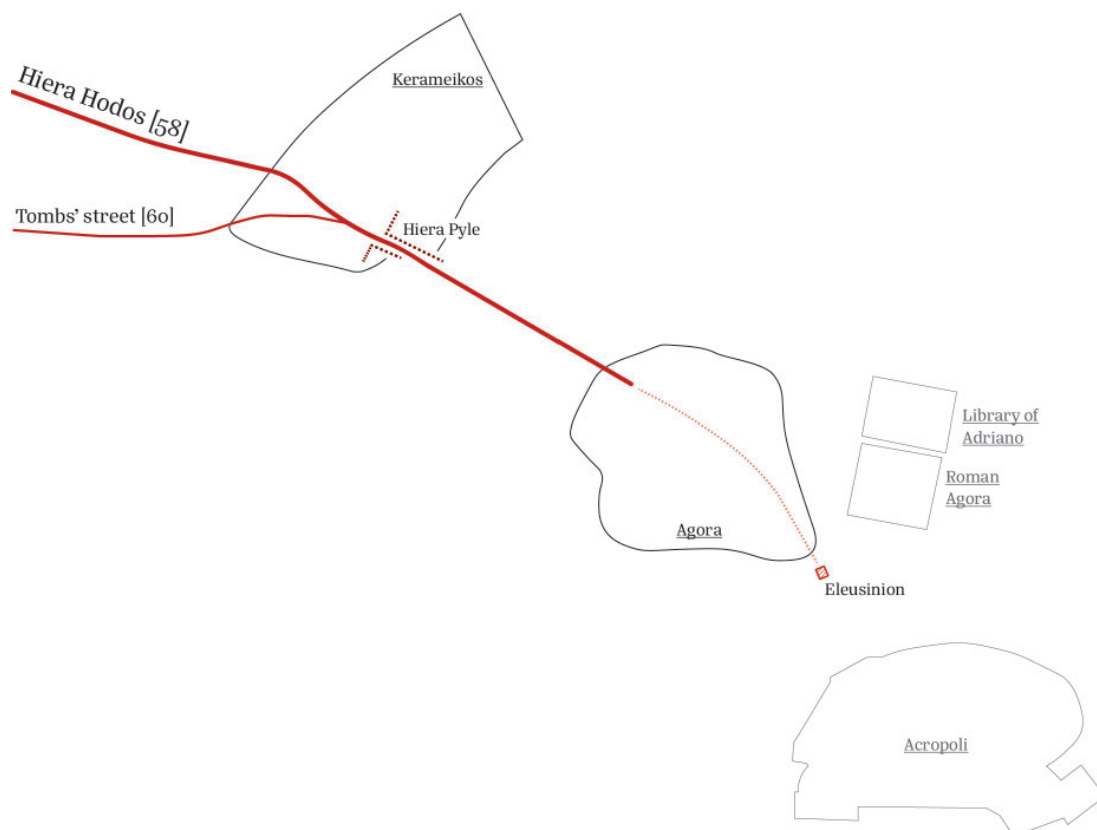 Kerameikos
Hiera Hodos [58]
Tombs' street [60]
Hiera Pyle
Library of
Adriano
Roman
Agora
Agora
Eleusinion
Acropoli